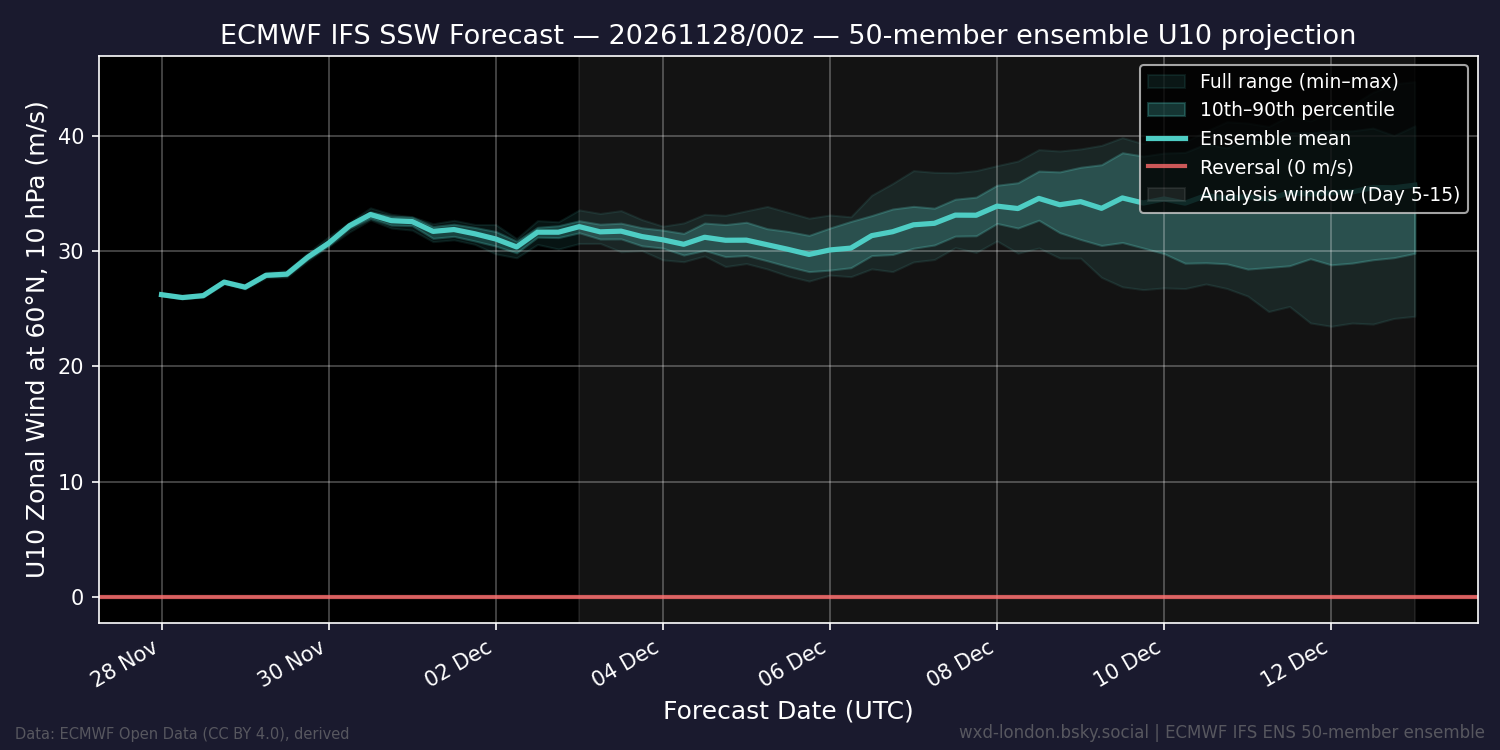 ECMWF IFS SSW Forecast — 20261128/00z — 50-member ensemble U10 projection
U10 Zonal Wind at 60°N, 10 hPa (m/s)
40
30
20
10
0
Full range (min–max)
10th–90th percentile
Ensemble mean
Reversal (0 m/s)
Analysis window (Day 5-15)
28 Nov
30 Nov
02 Dec
04 Dec
06 Dec
08 Dec
10 Dec
12 Dec
Forecast Date (UTC)
Data: ECMWF Open Data (CC BY 4.0), derived
wxd-london.bsky.social | ECMWF IFS ENS 50-member ensemble